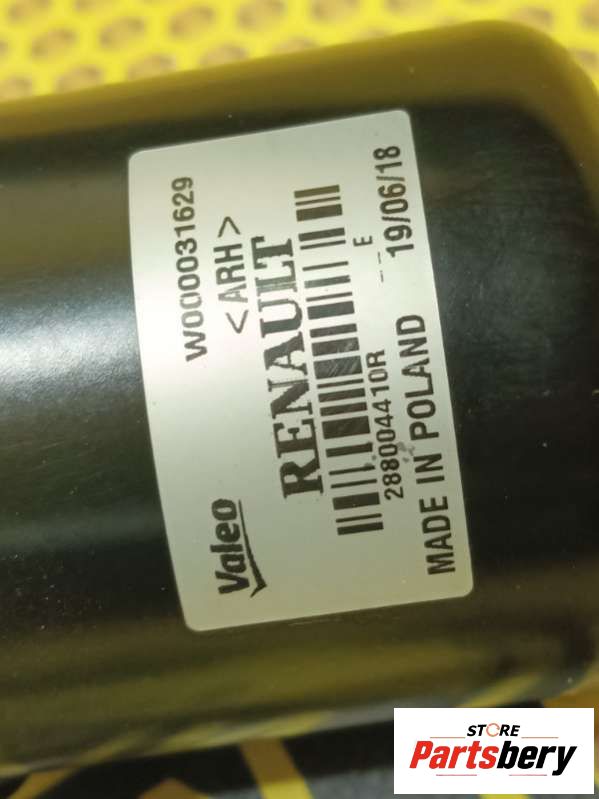 Valeo
W000031629
<ARH>
RENAULT
288004410R
E
MADE IN POLAND
19/06/18
STORE
Partsbery